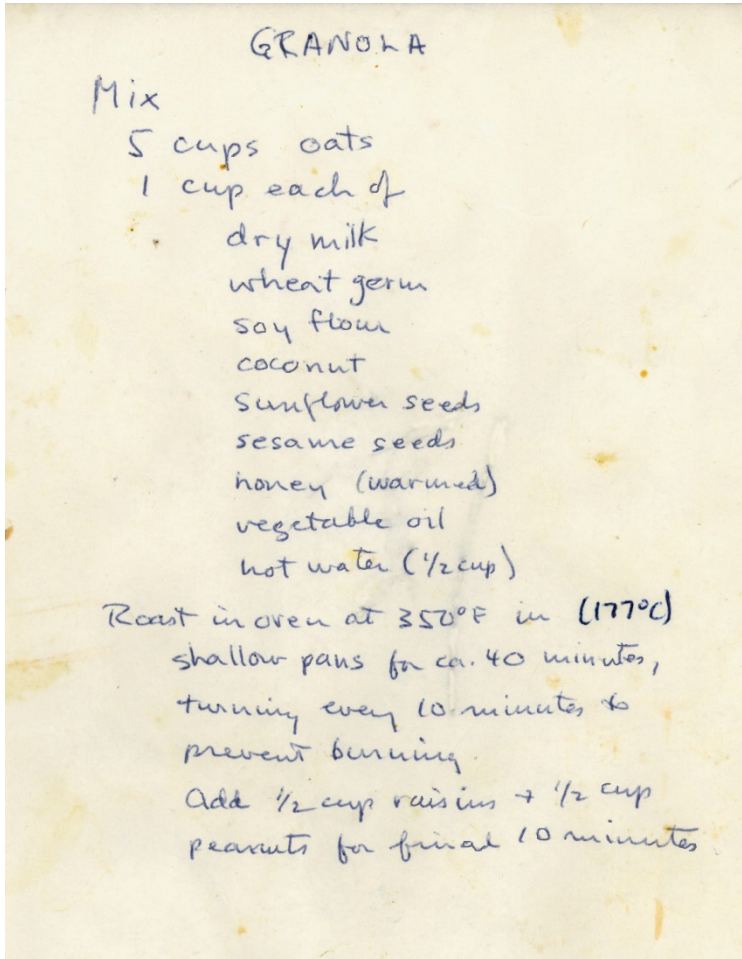 GRANOLA
Mix
5 cups oats
1 cup each of
dry milk
wheat germ
soy flour
coconut
sunflower seeds
sesame seeds
honey (warmed)
vegetable oil
hot water (1/2 cup)
Roast in oven at 350°F in (177°C)
shallow pans for ca. 40 minutes,
turning every 10 minutes to
prevent burning.
Add 1/2 cup raisins + 1/2 cup
peanuts for final 10 minutes